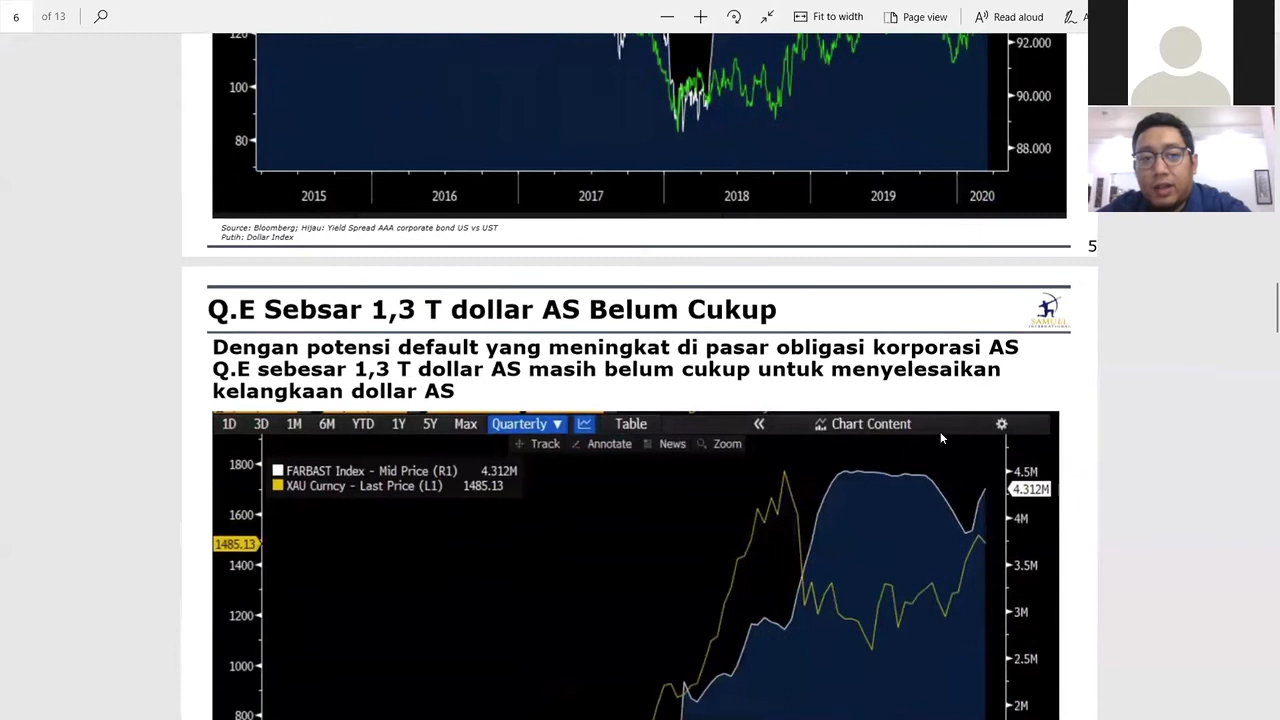 6 of 13 Fit to width Page view Read aloud
120
100
80
92.000
90.000
88.000
2015 2016 2017 2018 2019 2020
Source: Bloomberg; Hijau: Yield Spread AAA corporate bond US vs UST
Putih: Dollar Index
5
Q.E Sebsar 1,3 T dollar AS Belum Cukup
SAMUEL
INTERNATIONAL
Dengan potensi default yang meningkat di pasar obligasi korporasi AS
Q.E sebesar 1,3 T dollar AS masih belum cukup untuk menyelesaikan
kelangkaan dollar AS
1D 3D 1M 6M YTD 1Y 5Y Max Quarterly ▼ Table « Chart Content
Track Annotate News Zoom
FARBAST Index - Mid Price (R1) 4.312M
XAU Curncy - Last Price (L1) 1485.13
1800
1600
1485.13
1400
1200
1000
800
4.5M
4.312M
4M
3.5M
3M
2.5M
2M